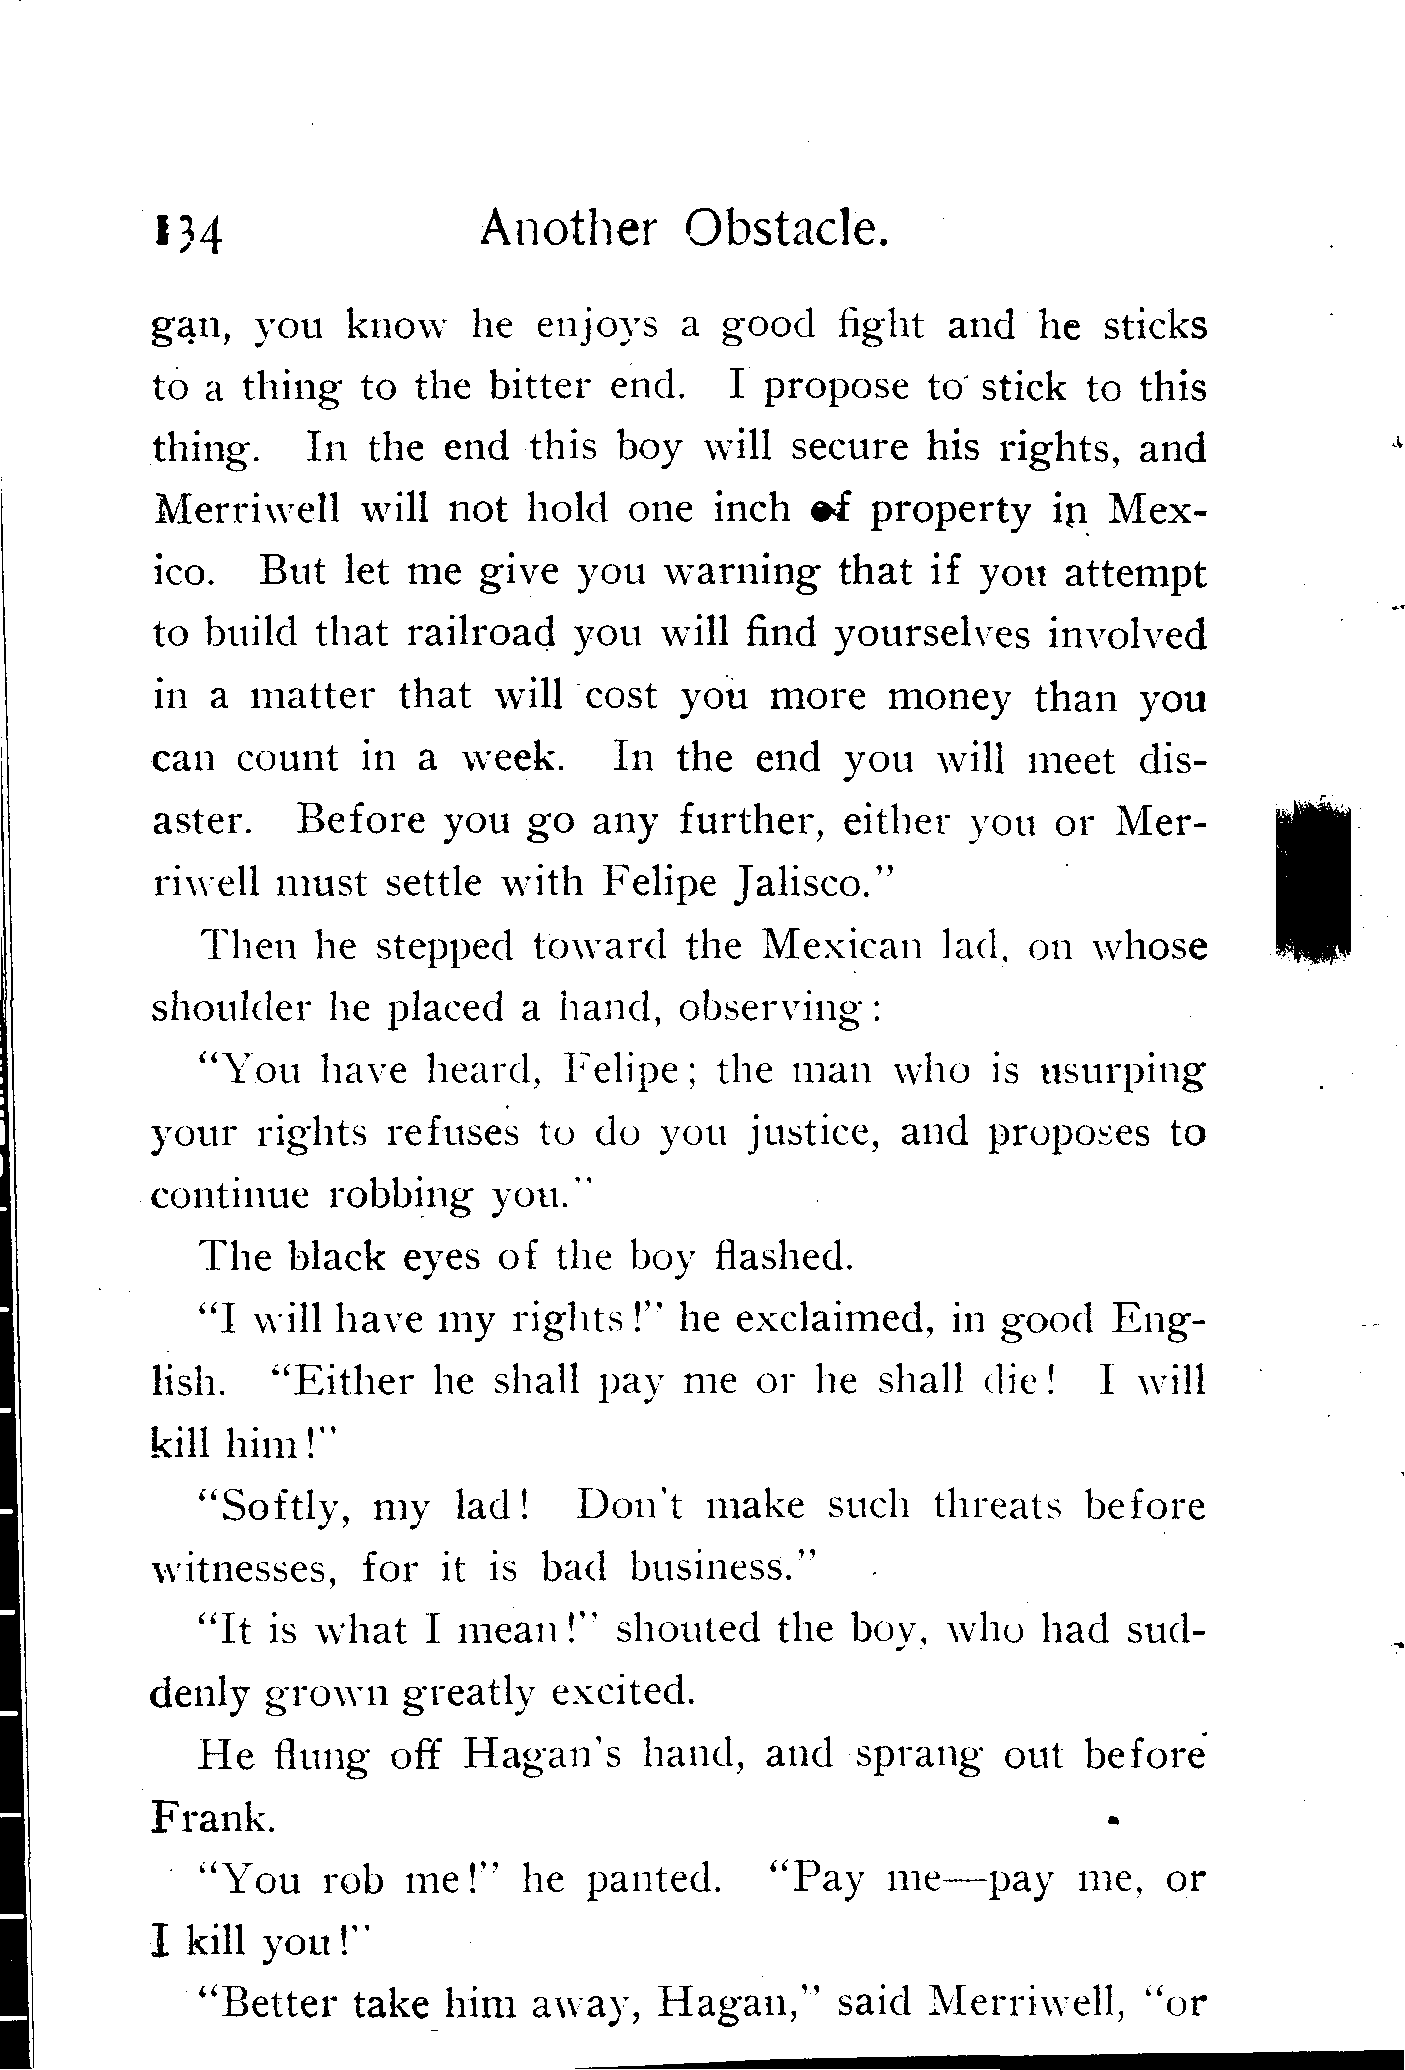 134 Another Obstacle.
gan, you know he enjoys a good fight and he sticks
to a thing to the bitter end. I propose to stick to this
thing. In the end this boy will secure his rights, and
Merriwell will not hold one inch of property in Mex-
ico. But let me give you warning that if you attempt
to build that railroad you will find yourselves involved
in a matter that will cost you more money than you
can count in a week. In the end you will meet dis-
aster. Before you go any further, either you or Mer-
riwell must settle with Felipe Jalisco."
Then he stepped toward the Mexican lad, on whose
shoulder he placed a hand, observing:
"You have heard, Felipe; the man who is usurping
your rights refuses to do you justice, and proposes to
continue robbing you."
The black eyes of the boy flashed.
"I will have my rights!" he exclaimed, in good Eng-
lish. "Either he shall pay me or he shall die! I will
kill him!"
"Softly, my lad! Don't make such threats before
witnesses, for it is bad business."
"It is what I mean!" shouted the boy, who had sud-
denly grown greatly excited.
He flung off Hagan's hand, and sprang out before
Frank.
"You rob me!" he panted. "Pay me—pay me, or
I kill you!"
"Better take him away, Hagan," said Merriwell, "or